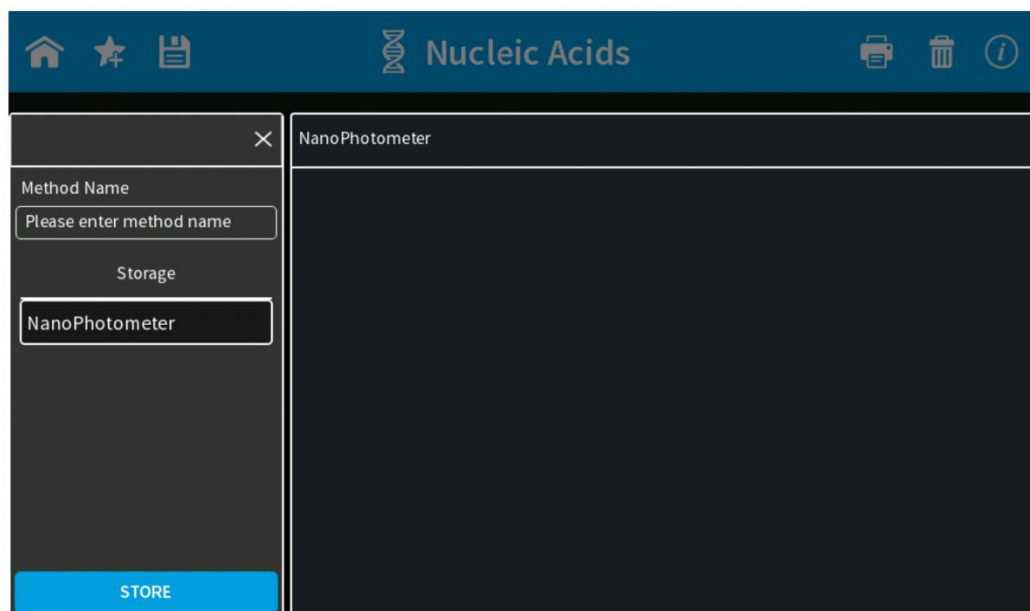 Nucleic Acids
NanoPhotometer
Method Name
Please enter method name
Storage
NanoPhotometer
STORE